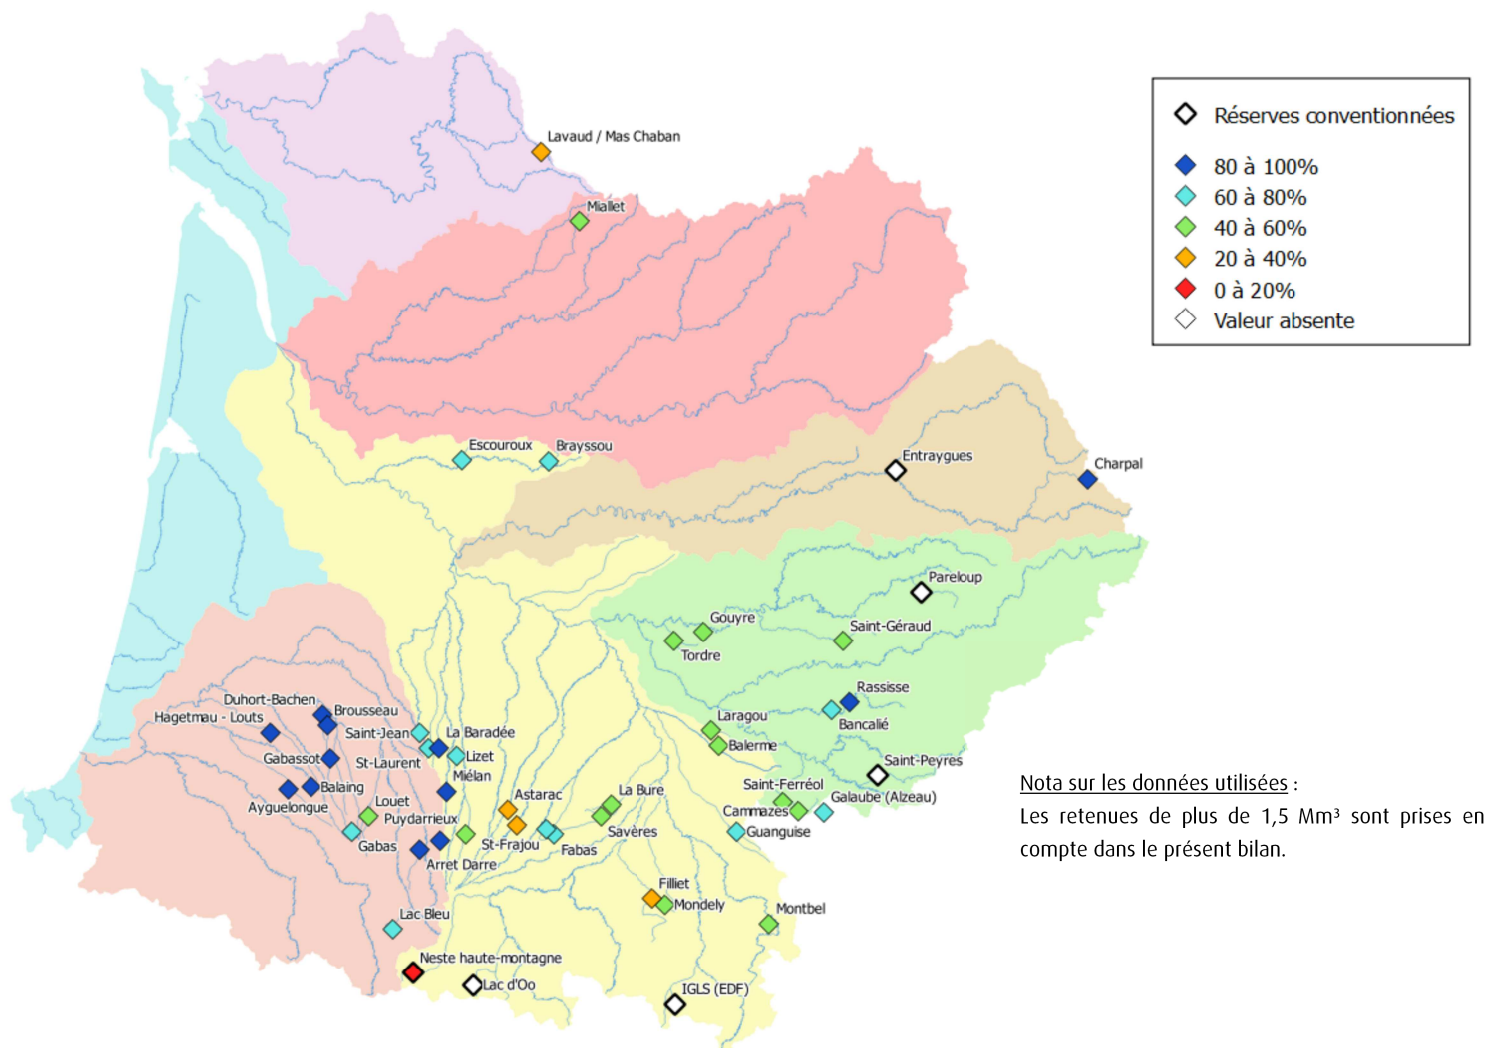 Lavaud / Mas Chaban
Réserves conventionnées
80 à 100%
60 à 80%
40 à 60%
20 à 40%
0 à 20%
Valeur absente
Miallet
Escouroux
Brayssou
Entraygues
Charpal
Pareloup
Gouyre
Saint-Géraud
Tordre
Rassisse
Duhort-Bachen
Brousseau
Hagetmau - Louts
Laragou
Bancalié
Saint-Jean
La Baradée
Balerme
Gabassot
St-Laurent
Lizet
Saint-Peyres
Miélan
Balaing
Saint-Ferréol
Ayguelongue
Louet
Astarac
La Bure
Galaube (Alzeau)
Puydarrieux
Cammazes
Savères
Guanguise
Gabas
St-Frajou
Fabas
Arret Darre
Nota sur les données utilisées :
Les retenues de plus de 1,5 Mm³ sont prises en
compte dans le présent bilan.
Filliet
Mondely
Montbel
Lac Bleu
Neste haute-montagne
Lac d'Oo
IGLS (EDF)